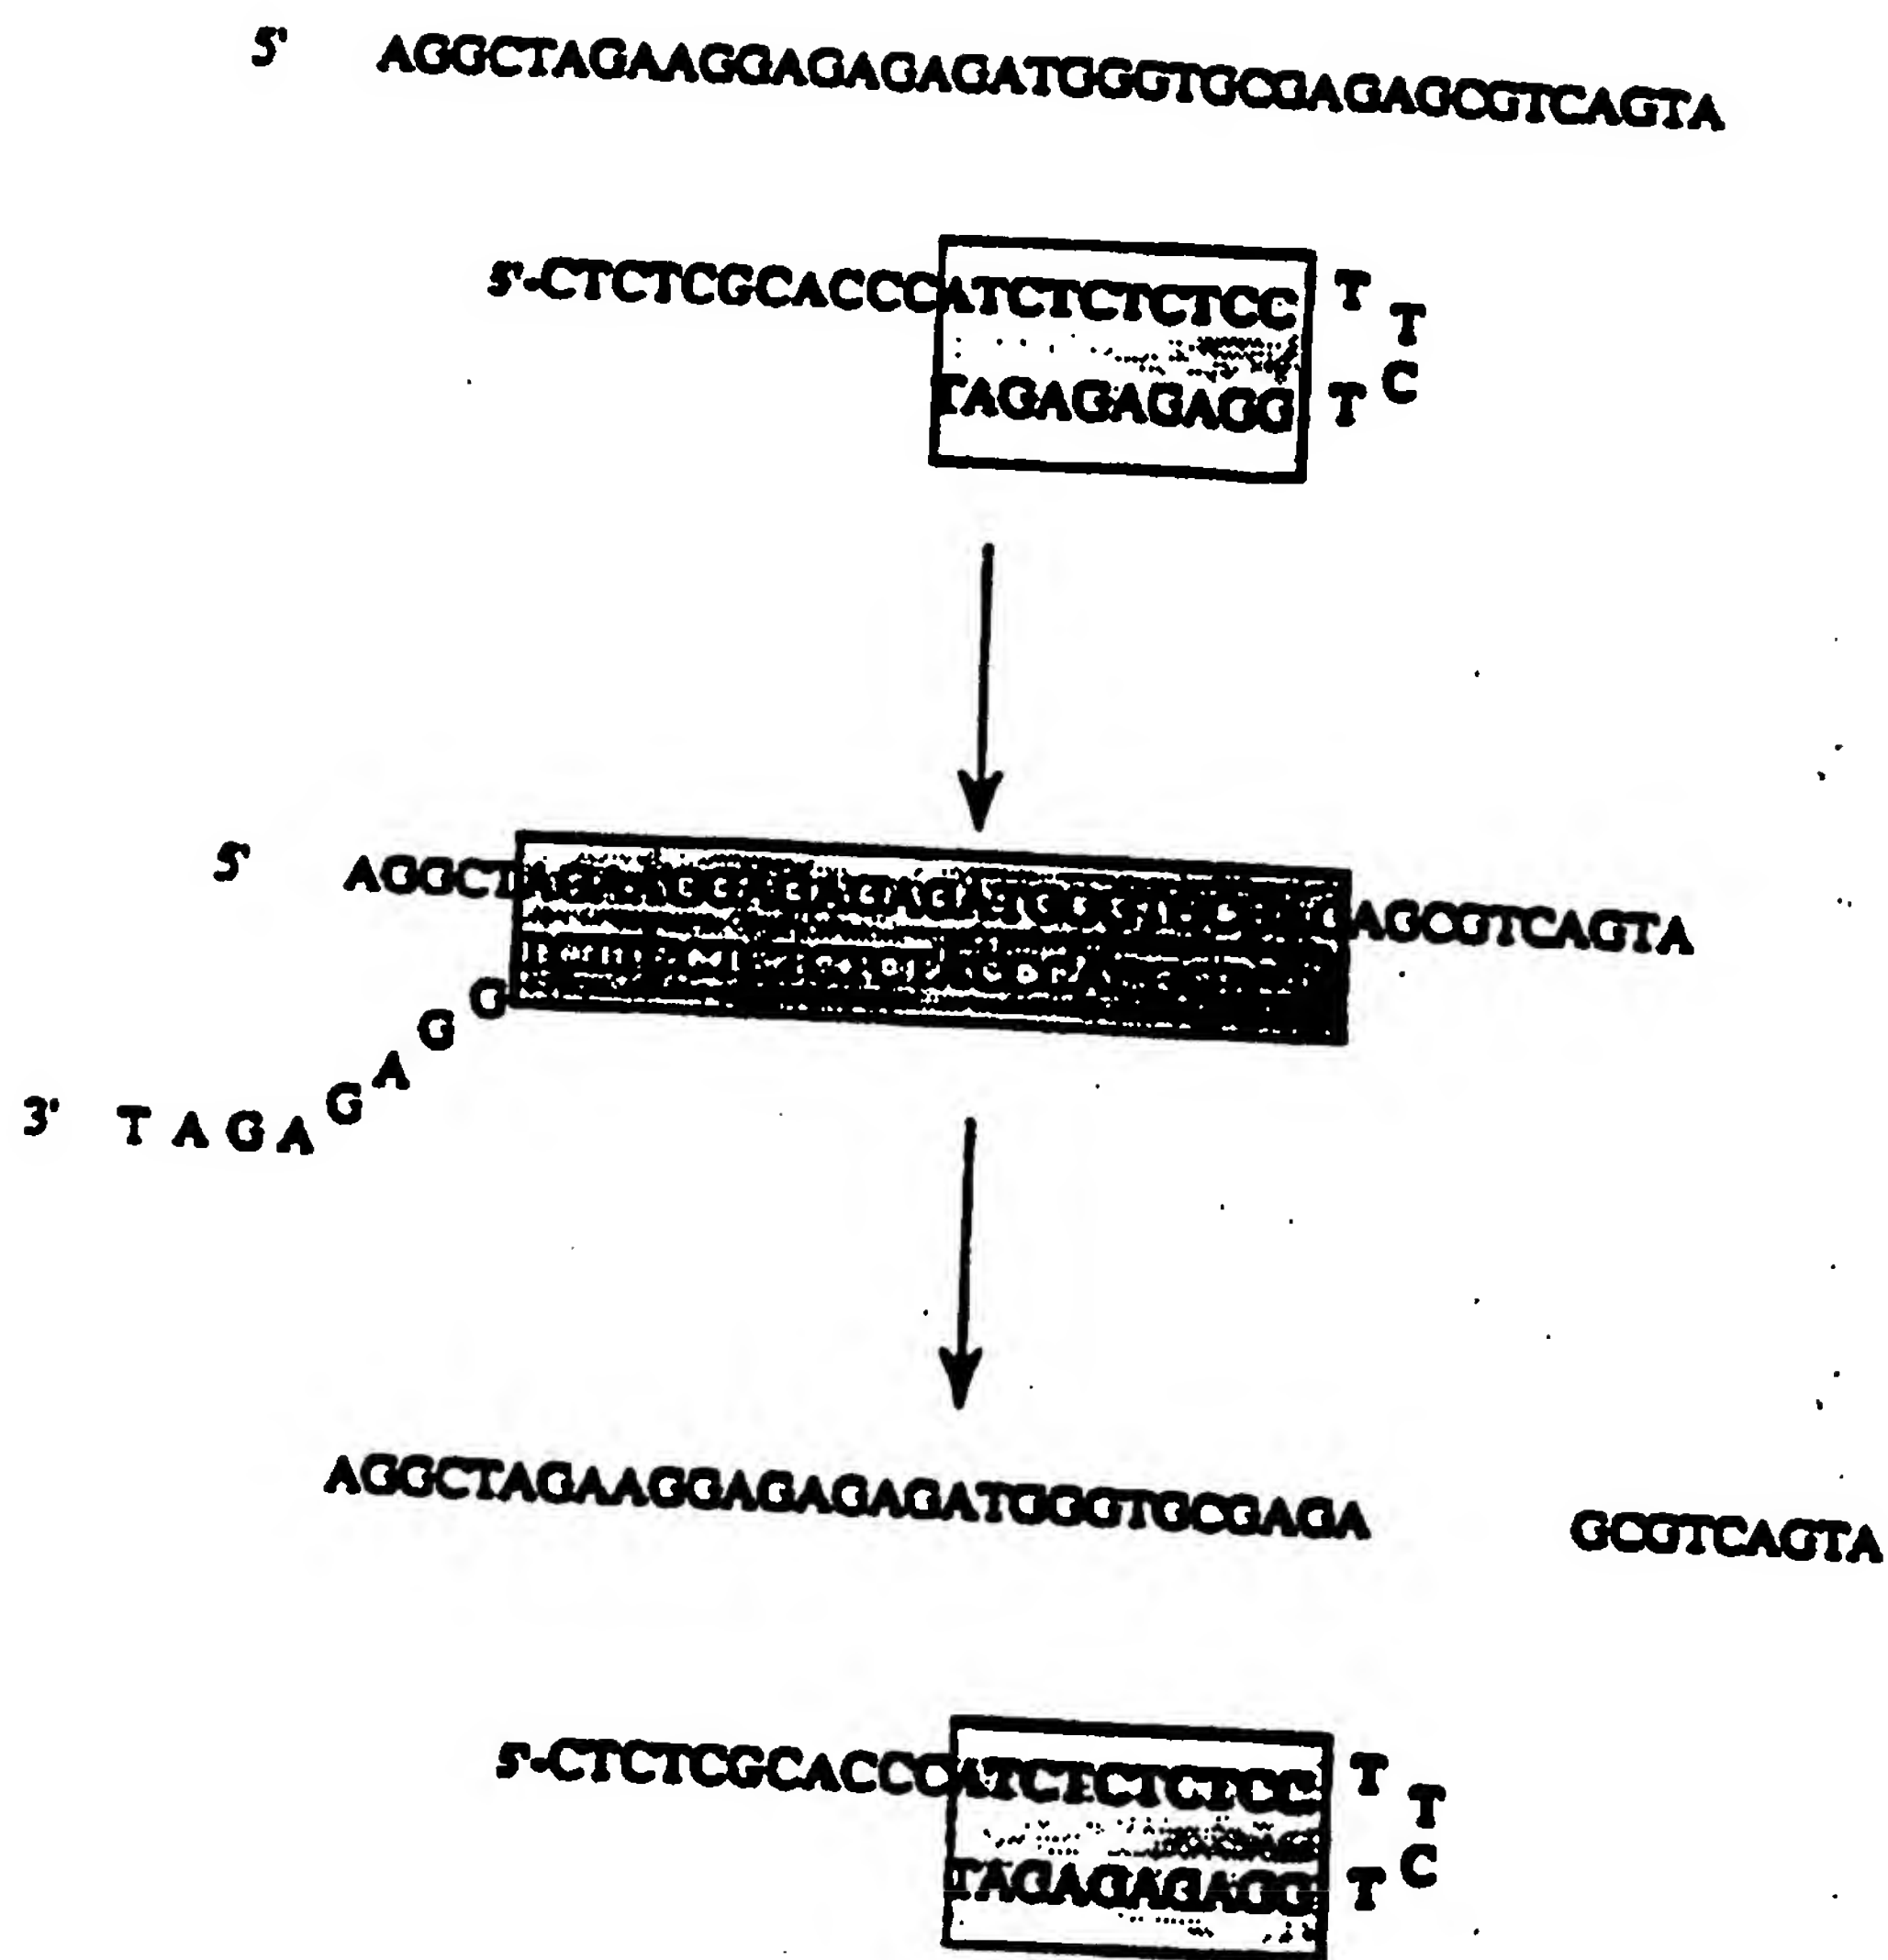 5' AGGCTAGAAGGAGAGAGATGGGTGCGAGAGCGTCAGTA
5'-CTCTCGCACCCATCTCTCTCC T
T
C
TAGAGAGAGG T
5' AGGCT AGCGTCAGTA
3' T A G A G A G G
AGGCTAGAAGGAGAGAGATGGGTGCGAGA GCGTCAGTA
5'-CTCTCGCACCCATCTCTCTCC T
T
C
TAGAGAGAGG T